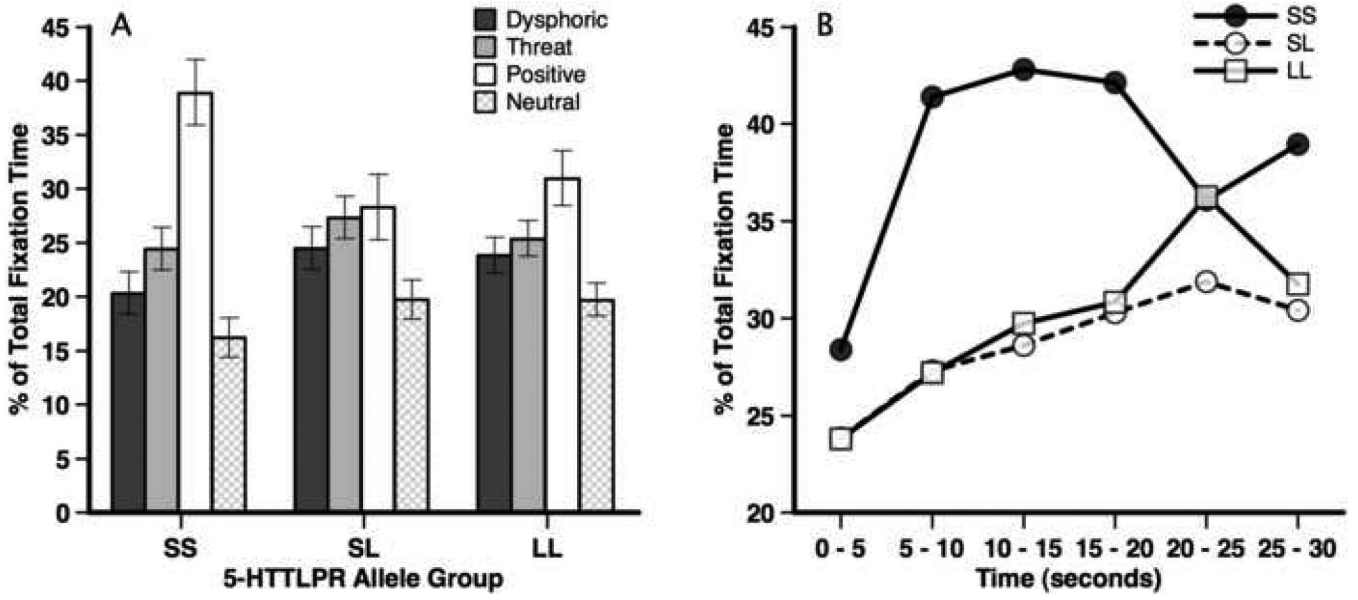 A
Dysphoric
Threat
Positive
Neutral
% of Total Fixation Time
45
40
35
30
25
20
15
10
5
0
SS
SL
LL
5-HTTLPR Allele Group
B
SS
SL
LL
% of Total Fixation Time
45
40
35
30
25
20
0 - 5
5 - 10
10 - 15
15 - 20
20 - 25
25 - 30
Time (seconds)